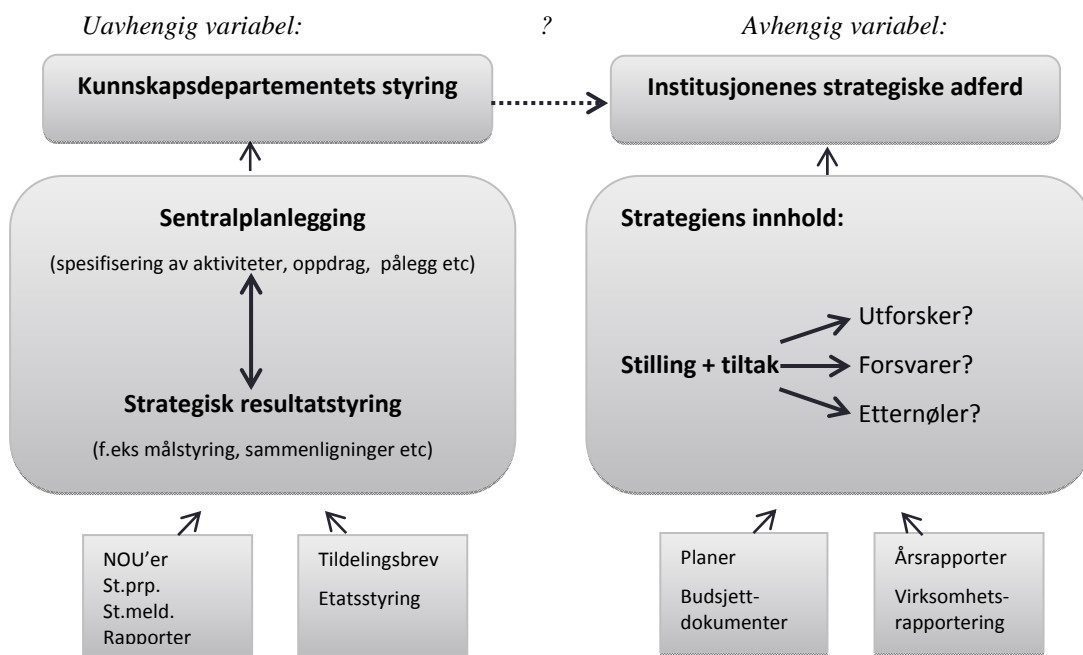 Uavhengig variabel:
?
Avhengig variabel:
Kunnskapsdepartementets styring
Institusjonenes strategiske adferd
Sentralplanlegging
(spesifisering av aktiviteter, oppdrag, pålegg etc)
Strategisk resultatstyring
(f.eks målstyring, sammenligninger etc)
Strategiens innhold:
Stilling + tiltak
Utforsker?
Forsvarer?
Etternøler?
NOU'er
St.prp.
St.meld.
Rapporter
Tildelingsbrev
Etatsstyring
Planer
Budsjett-
dokumenter
Årsrapporter
Virksomhets-
rapportering